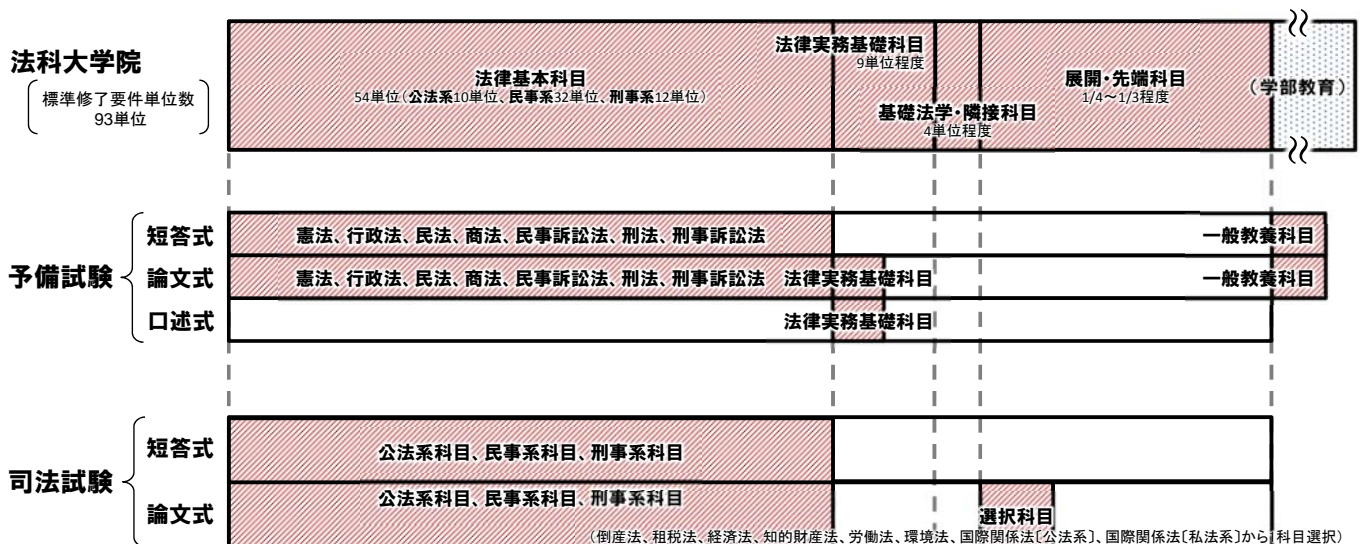 法科大学院
標準修了要件単位数
93単位
法律基本科目
54単位(公法系10単位、民事系32単位、刑事系12単位)
法律実務基礎科目
9単位程度
基礎法学・隣接科目
4単位程度
展開・先端科目
1/4~1/3程度
(学部教育)
予備試験
短答式
憲法、行政法、民法、商法、民事訴訟法、刑法、刑事訴訟法
一般教養科目
論文式
憲法、行政法、民法、商法、民事訴訟法、刑法、刑事訴訟法
法律実務基礎科目
一般教養科目
口述式
法律実務基礎科目
司法試験
短答式
公法系科目、民事系科目、刑事系科目
論文式
公法系科目、民事系科目、刑事系科目
選択科目
(倒産法、租税法、経済法、知的財産法、労働法、環境法、国際関係法〔公法系〕、国際関係法〔私法系〕から1科目選択)